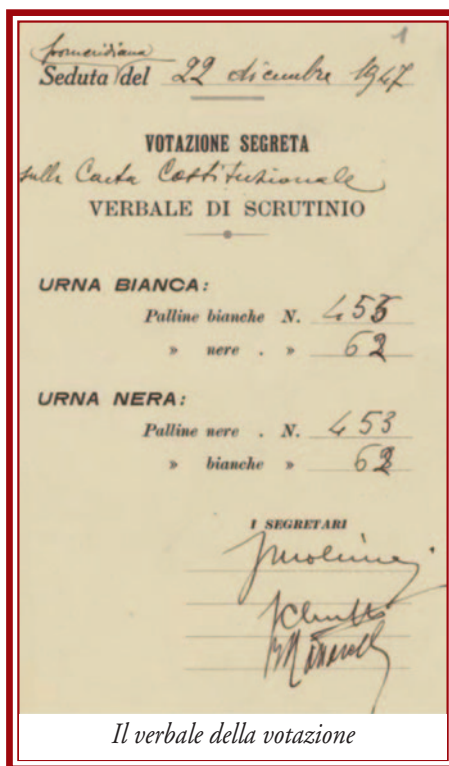 1
pomeridiana
Seduta del 22 dicembre 1947
VOTAZIONE SEGRETA
sulla Carta Costituzionale
VERBALE DI SCRUTINIO
URNA BIANCA:
Palline bianche N. 453
» nere . » 62
URNA NERA:
Palline nere . N. 453
» bianche » 62
I SEGRETARI
Il verbale della votazione